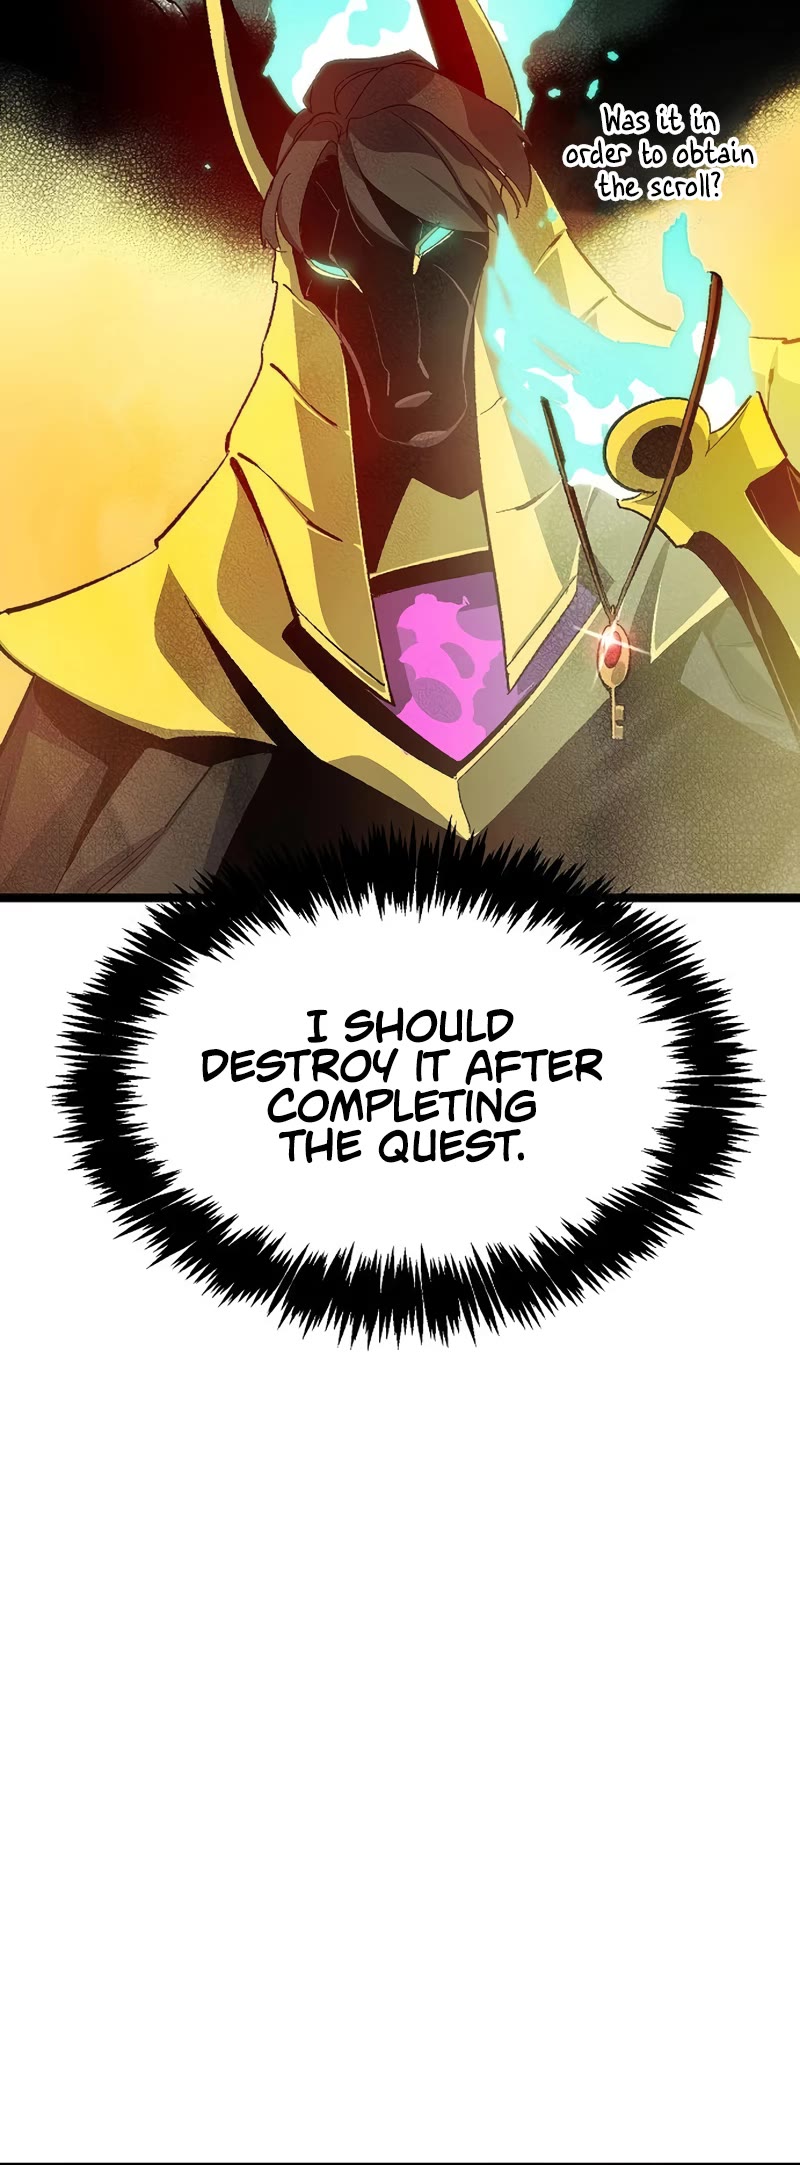 Was it in
order to obtain
the scroll?
I SHOULD
DESTROY IT AFTER
COMPLETING
THE QUEST.